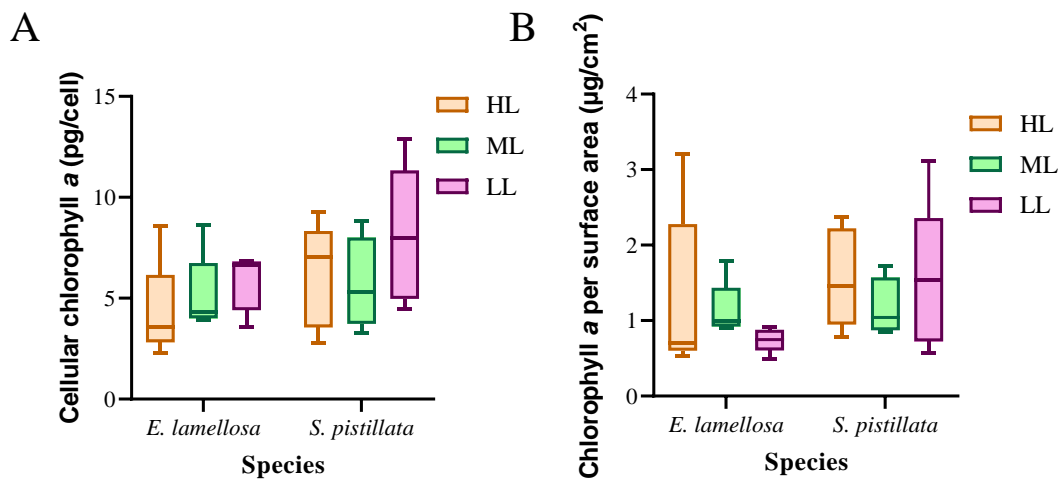 A
Cellular chlorophyll a (pg/cell)
15
10
5
0
HL
ML
LL
E. lamellosa
S. pistillata
Species
B
Chlorophyll a per surface area (µg/cm²)
4
3
2
1
0
HL
ML
LL
E. lamellosa
S. pistillata
Species